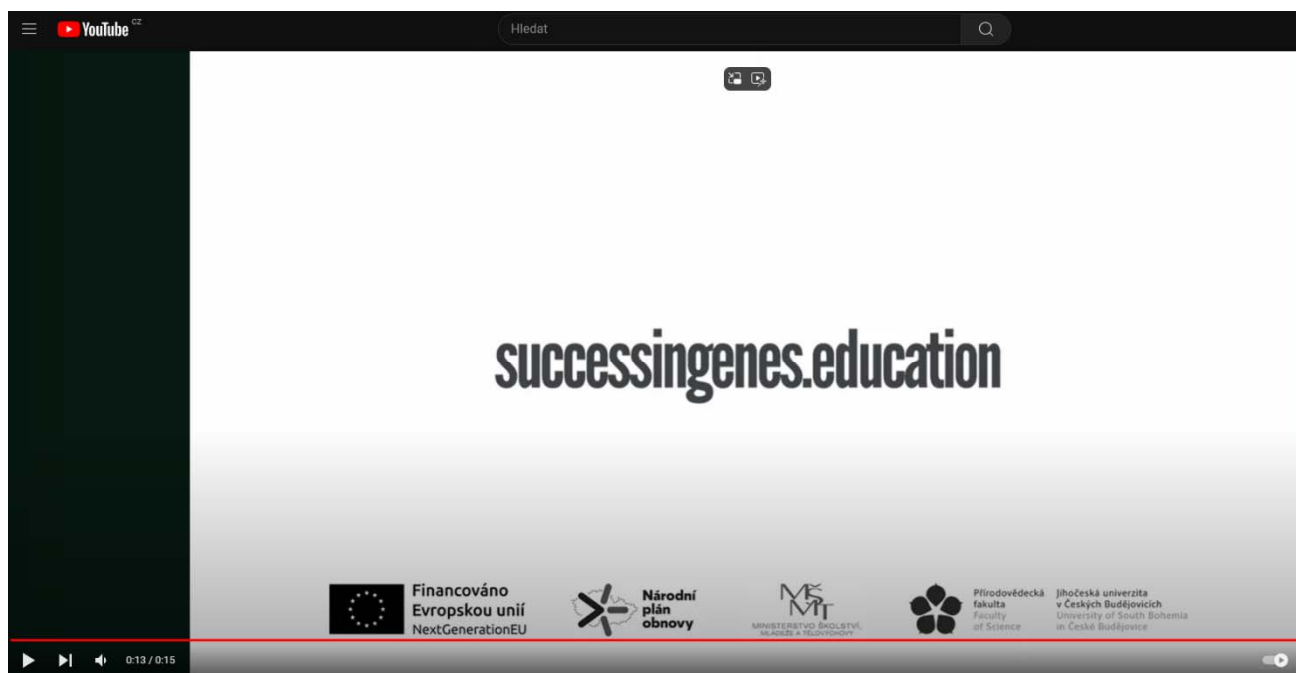 YouTube CZ
Hledat
successingenes.education
Financováno
Evropskou unií
NextGenerationEU
Národní
plán
obnovy
MŠMT
MINISTERSTVO ŠKOLSTVÍ,
MLÁDEŽE A TĚLOVÝCHOVY
Přírodovědecká
fakulta
Faculty
of Science
Jihočeská univerzita
v Českých Budějovicích
University of South Bohemia
in České Budějovice
0:13 / 0:15